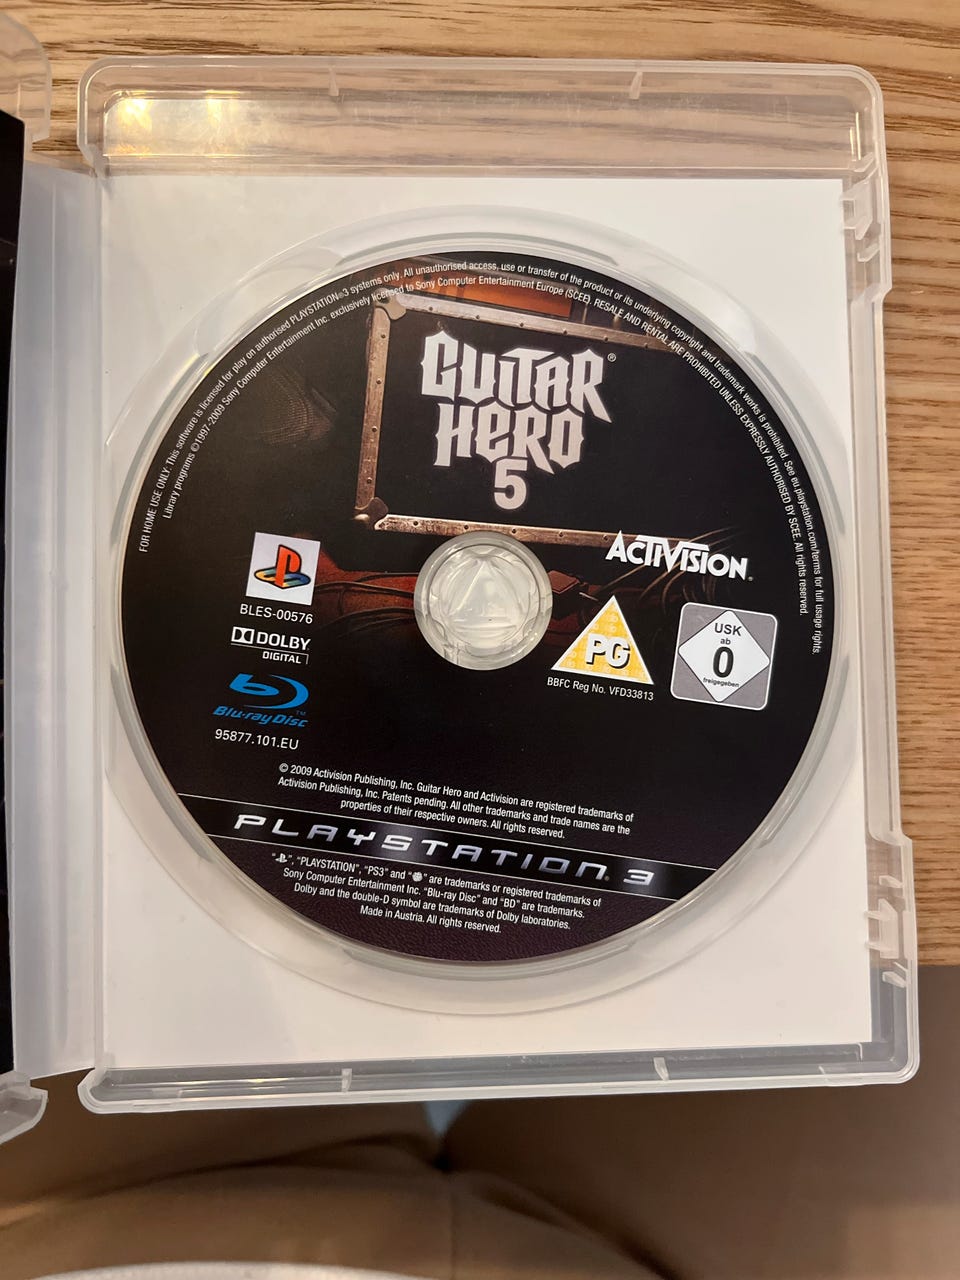 FOR HOME USE ONLY: This software is licensed for play on authorised PLAYSTATION®3 systems only. All unauthorised access, use or transfer of the product or its underlying copyright and trademark works is prohibited. See eu.playstation.com/terms for full usage rights.
Library programs ©1997-2009 Sony Computer Entertainment Inc. exclusively licensed to Sony Computer Entertainment Europe (SCEE). RESALE AND RENTAL ARE PROHIBITED UNLESS EXPRESSLY AUTHORISED BY SCEE. All rights reserved.
GUITAR®
HERO
5
ACTIVISION®
BLES-00576
DOLBY
DIGITAL
Blu-ray Disc™
95877.101.EU
PG
BBFC Reg No. VFD33813
USK
ab
0
freigegeben
© 2009 Activision Publishing, Inc. Guitar Hero and Activision are registered trademarks of
Activision Publishing, Inc. Patents pending. All other trademarks and trade names are the
properties of their respective owners. All rights reserved.
PLAYSTATION®3
" ", "PLAYSTATION", "PS3" and " " are trademarks or registered trademarks of
Sony Computer Entertainment Inc. "Blu-ray Disc" and "BD" are trademarks.
Dolby and the double-D symbol are trademarks of Dolby laboratories.
Made in Austria. All rights reserved.